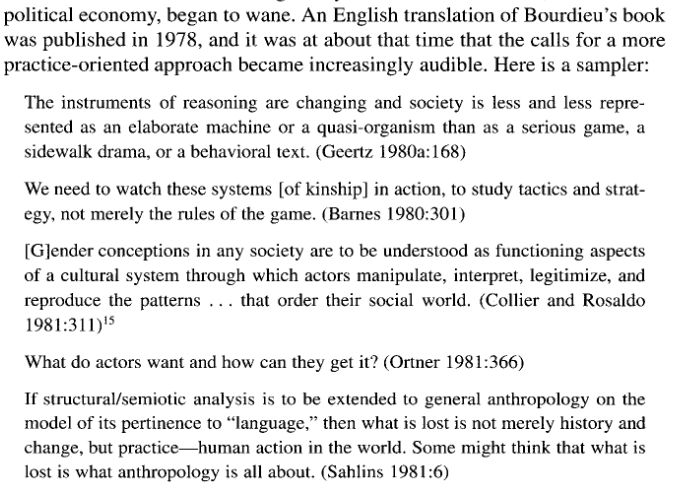 political economy, began to wane. An English translation of Bourdieu's book
was published in 1978, and it was at about that time that the calls for a more
practice-oriented approach became increasingly audible. Here is a sampler:
The instruments of reasoning are changing and society is less and less repre-
sented as an elaborate machine or a quasi-organism than as a serious game, a
sidewalk drama, or a behavioral text. (Geertz 1980a:168)
We need to watch these systems [of kinship] in action, to study tactics and strat-
egy, not merely the rules of the game. (Barnes 1980:301)
[G]ender conceptions in any society are to be understood as functioning aspects
of a cultural system through which actors manipulate, interpret, legitimize, and
reproduce the patterns . . . that order their social world. (Collier and Rosaldo
1981:311)15
What do actors want and how can they get it? (Ortner 1981:366)
If structural/semiotic analysis is to be extended to general anthropology on the
model of its pertinence to “language,” then what is lost is not merely history and
change, but practice—human action in the world. Some might think that what is
lost is what anthropology is all about. (Sahlins 1981:6)